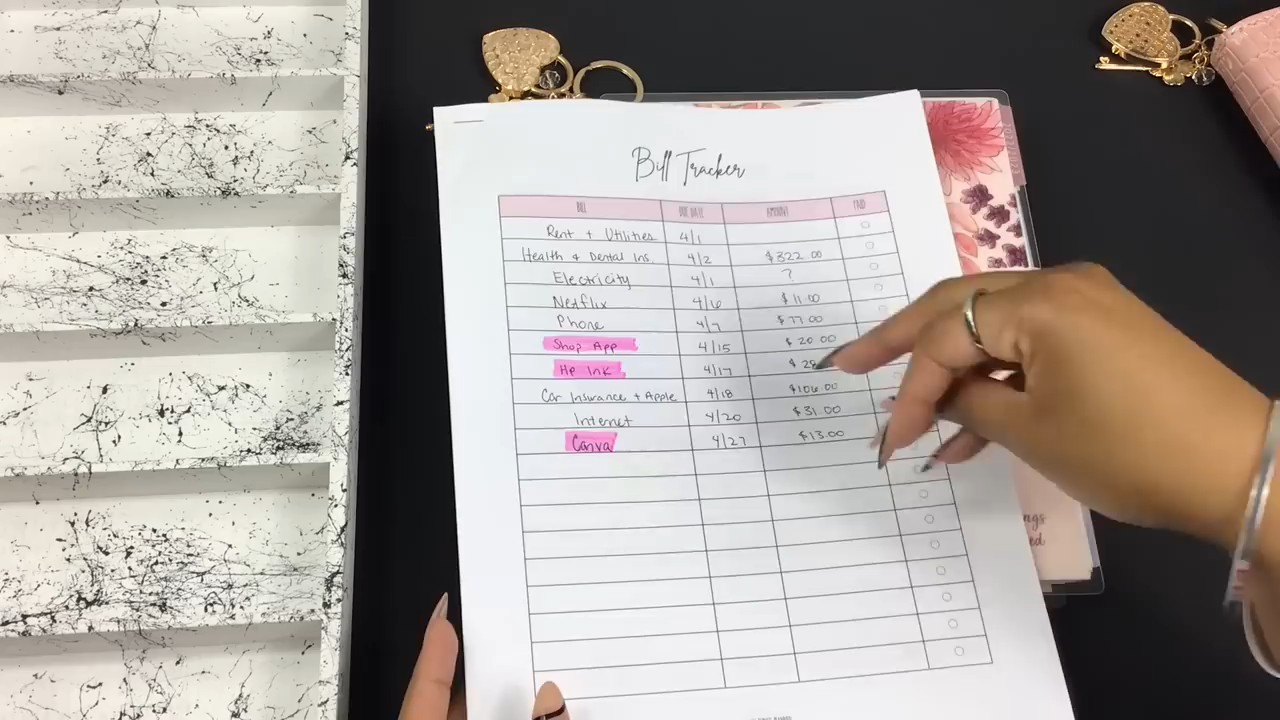 Bill Tracker
BILL DUE DATE AMOUNT PAID
Rent + Utilities 4/1
Health & Dental Ins. 4/2 $322.00
Electricity 4/1 ?
Netflix 4/6 $11.00
Phone 4/7 $77.00
Shop App 4/15 $20.00
Hp Ink 4/17
Car Insurance + Apple 4/18 $106.00
Internet 4/20 $31.00
Canva 4/27 $13.00